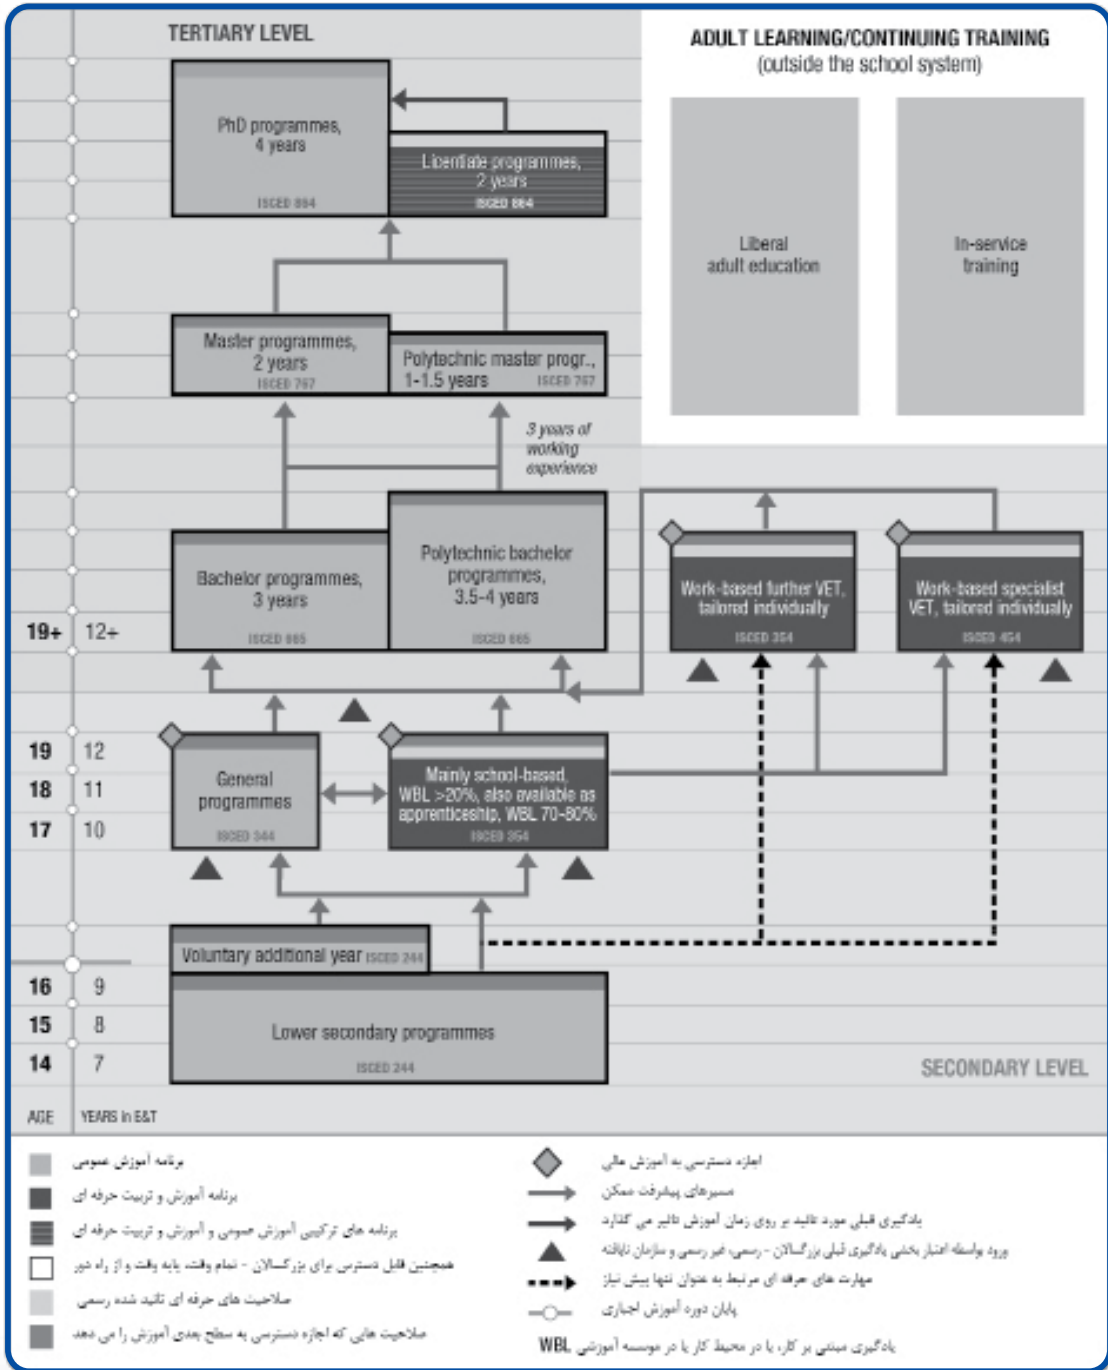 TERTIARY LEVEL
ADULT LEARNING/CONTINUING TRAINING
(outside the school system)
PhD programmes,
4 years
ISCED 864
Licentiate programmes,
2 years
ISCED 864
Liberal
adult education
In-service
training
Master programmes,
2 years
ISCED 767
Polytechnic master progr.,
1-1.5 years ISCED 767
3 years of
working
experience
Bachelor programmes,
3 years
ISCED 665
Polytechnic bachelor
programmes,
3.5-4 years
ISCED 665
Work-based further VET,
tailored individually
ISCED 354
Work-based specialist
VET, tailored individually
ISCED 454
19+ 12+
19 12
18 11
17 10
General
programmes
ISCED 344
Mainly school-based,
WBL >20%, also available as
apprenticeship, WBL 70-80%
ISCED 354
Voluntary additional year ISCED 244
16 9
15 8
14 7
Lower secondary programmes
ISCED 244
SECONDARY LEVEL
AGE YEARS in E&T
برنامه آموزش عمومی
برنامه آموزش و تربیت حرفه ای
برنامه های ترکیبی آموزش عمومی و آموزش و تربیت حرفه ای
همچنین قابل دسترس برای بزرگسالان - تمام وقت، پایه وقت و از راه دور
صلاحیت های حرفه ای تائید شده رسمی
صلاحیت هایی که اجازه دسترسی به سطح بعدی آموزش را می دهد
اجازه دسترسی به آموزش عالی
مسیرهای پیشرفت ممکن
یادگیری قبلی مورد تائید بر روی زمان آموزش تاثیر می گذارد
ورود بواسطه اعتبار بخشی یادگیری قبلی بزرگسالان - رسمی، غیر رسمی و سازمان نایافته
مهارت های حرفه ای مرتبط به عنوان تنها پیش نیاز
پایان دوره آموزش اجباری
یادگیری مبتنی بر کار، یا در محیط کار یا در موسسه آموزشی WBL